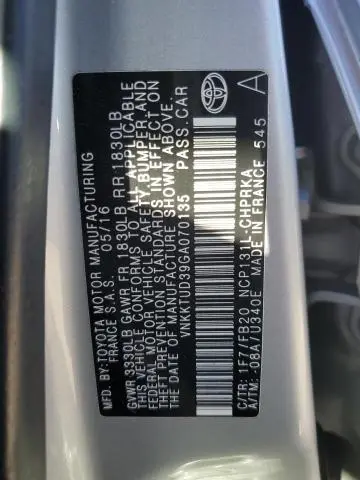 MFD. BY: TOYOTA MOTOR MANUFACTURING
FRANCE S.A.S. 05/16
GVWR 3330LB GAWR FR 1830LB RR 1830LB
THIS VEHICLE CONFORMS TO ALL APPLICABLE
FEDERAL MOTOR VEHICLE SAFETY, BUMPER, AND
THEFT PREVENTION STANDARDS IN EFFECT ON
THE DATE OF MANUFACTURE SHOWN ABOVE.
VNKKTUD39GA070135 PASS. CAR
C/TR: 1F7/FB20 NCP131L-CHPRKA
A/TM: -08A/U340E MADE IN FRANCE 545
A